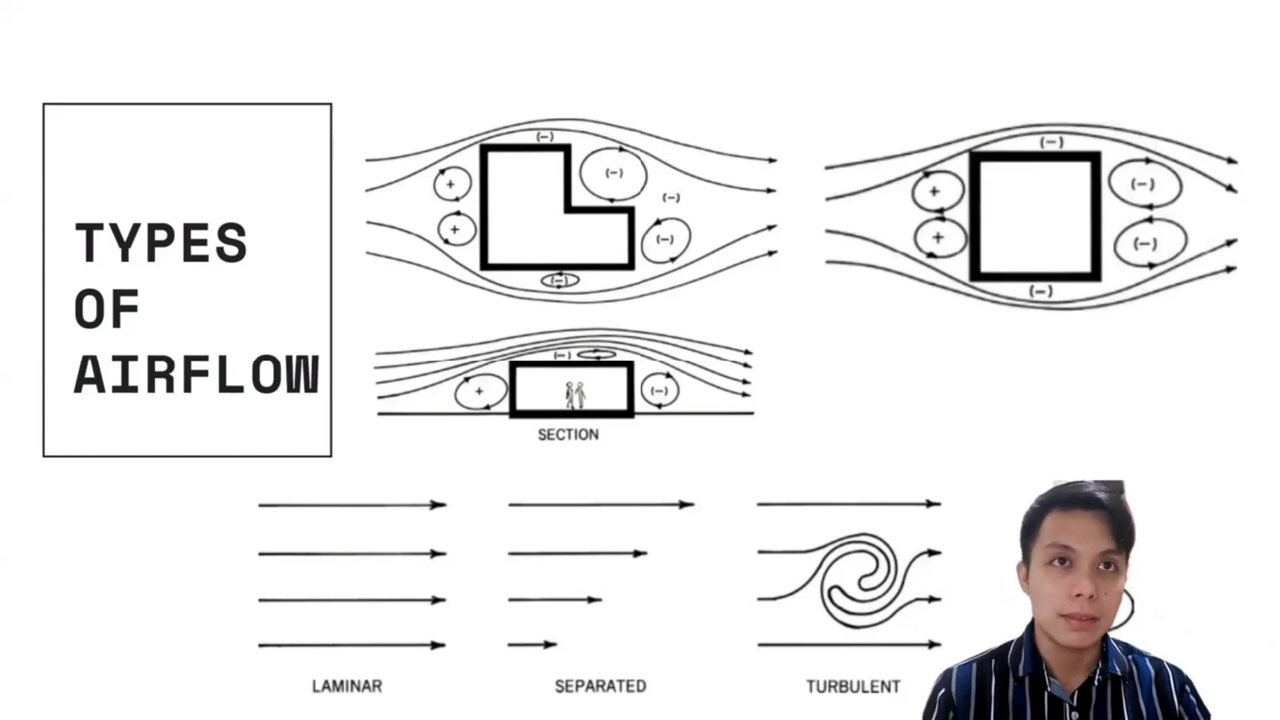 TYPES
OF
AIRFLOW
(-)
+
(-)
(-)
+
(-)
(-)
(-)
+
(-)
+
(-)
(-)
(-) 
+
(-)
SECTION
LAMINAR
SEPARATED
TURBULENT